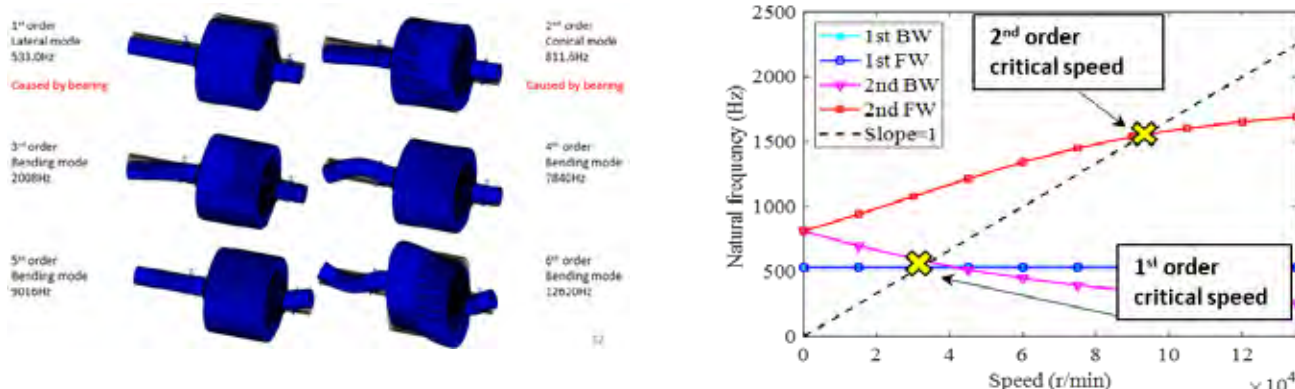 1st order
Lateral mode
533.0Hz
Caused by bearing
2nd order
Conical mode
811.6Hz
Caused by bearing
3rd order
Bending mode
2008Hz
4th order
Bending mode
7840Hz
5th order
Bending mode
9016Hz
6th order
Bending mode
12620Hz
12
2500
2000
1500
1000
500
0
Natural frequency (Hz)
1st BW
1st FW
2nd BW
2nd FW
Slope=1
2nd order
critical speed
1st order
critical speed
0 2 4 6 8 10 12
Speed (r/min)
×10⁴